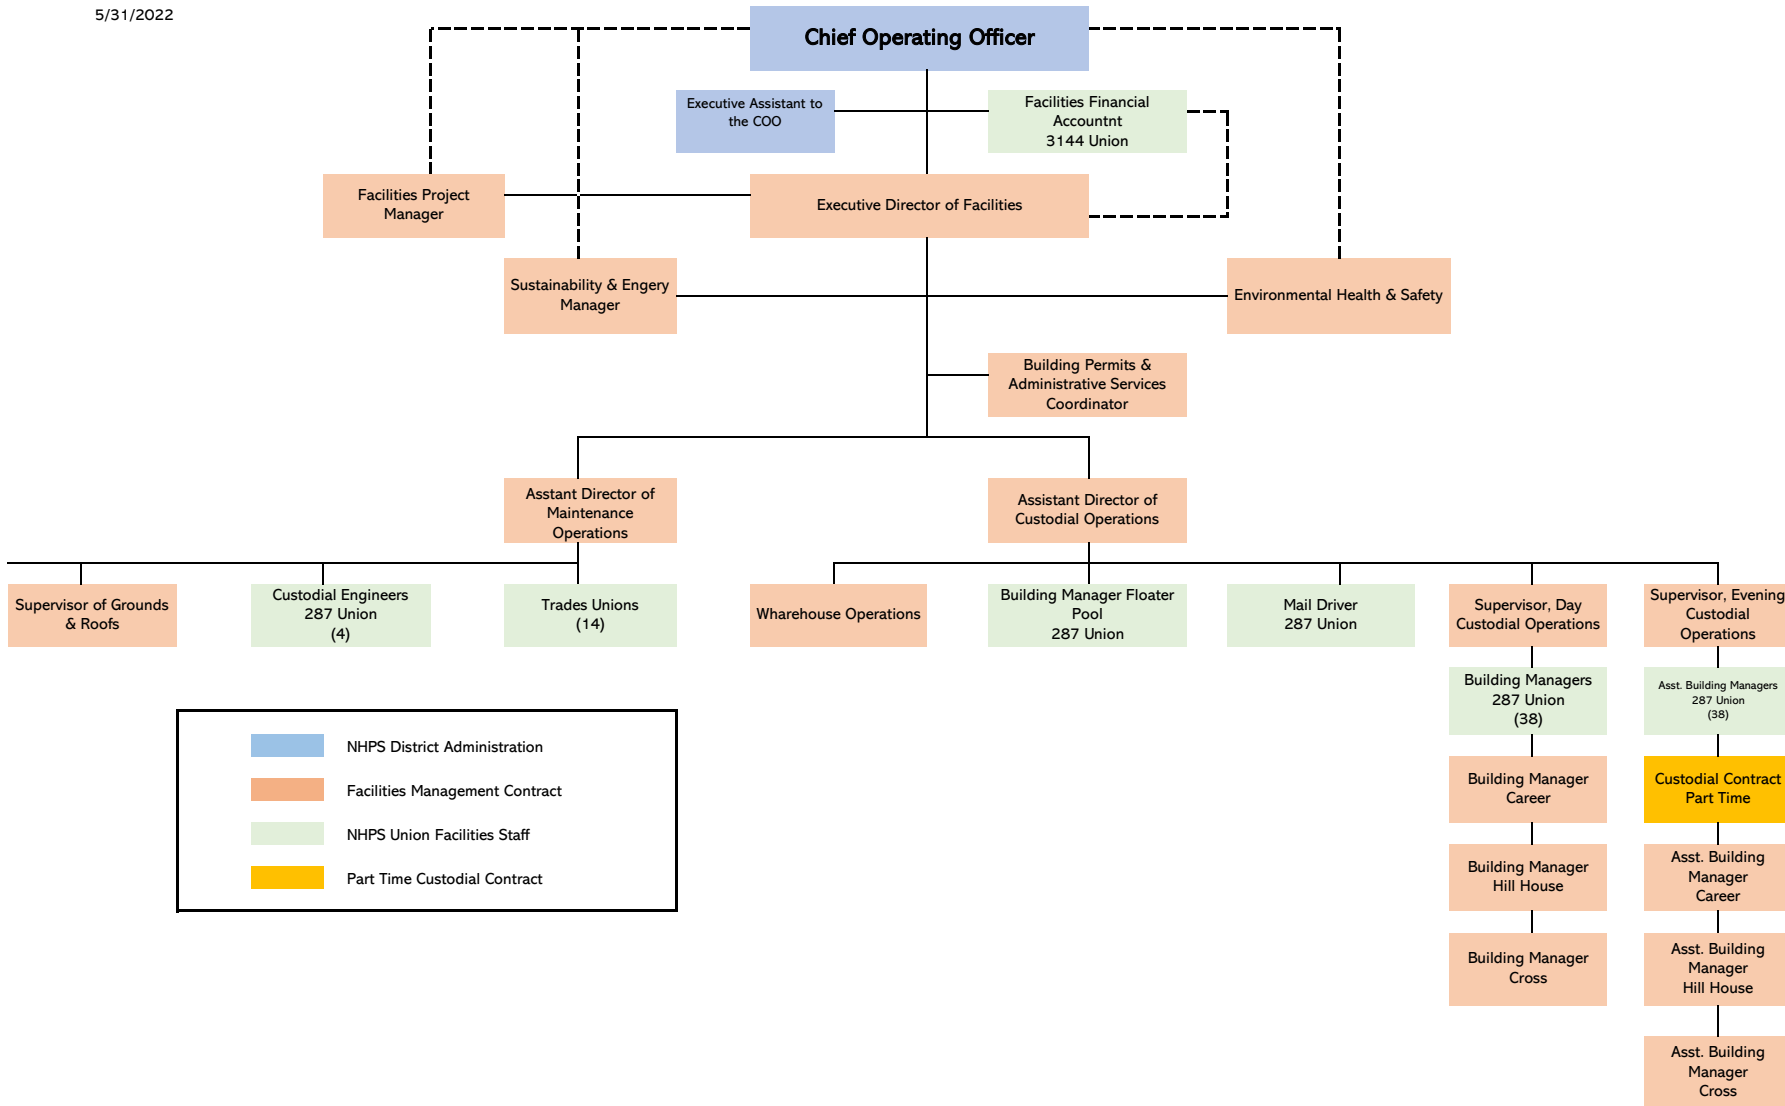 5/31/2022
Chief Operating Officer
Executive Assistant to
the COO
Facilities Financial
Accountnt
3144 Union
Facilities Project
Manager
Executive Director of Facilities
Sustainability & Engery
Manager
Environmental Health & Safety
Building Permits &
Administrative Services
Coordinator
Asstant Director of
Maintenance
Operations
Assistant Director of
Custodial Operations
Supervisor of Grounds
& Roofs
Custodial Engineers
287 Union
(4)
Trades Unions
(14)
Wharehouse Operations
Building Manager Floater
Pool
287 Union
Mail Driver
287 Union
Supervisor, Day
Custodial Operations
Supervisor, Evening
Custodial
Operations
Building Managers
287 Union
(38)
Asst. Building Managers
287 Union
(38)
Building Manager
Career
Custodial Contract
Part Time
Building Manager
Hill House
Asst. Building
Manager
Career
Building Manager
Cross
Asst. Building
Manager
Hill House
Asst. Building
Manager
Cross
NHPS District Administration
Facilities Management Contract
NHPS Union Facilities Staff
Part Time Custodial Contract